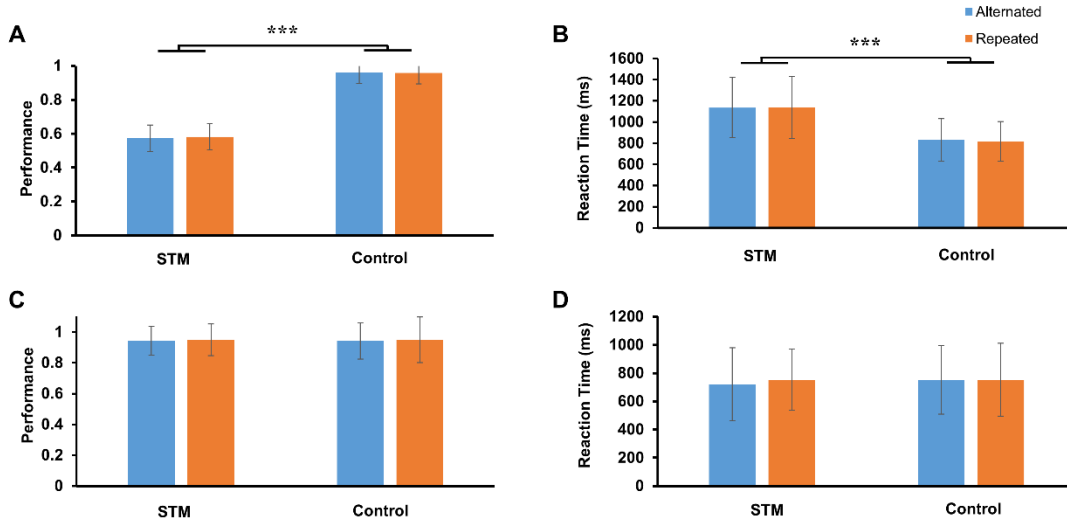 Alternated
Repeated
A
***
Performance
1
0.8
0.6
0.4
0.2
0
STM
Control
B
***
Reaction Time (ms)
1600
1400
1200
1000
800
600
400
200
0
STM
Control
C
Performance
1
0.8
0.6
0.4
0.2
0
STM
Control
D
Reaction Time (ms)
1200
1000
800
600
400
200
0
STM
Control